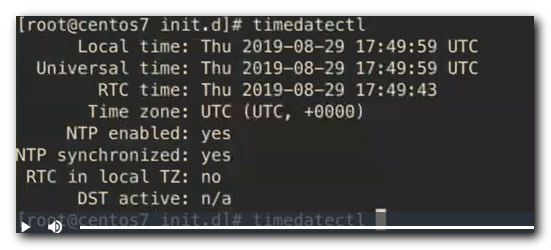 [root@centos7 init.d]# timedatectl
Local time: Thu 2019-08-29 17:49:59 UTC
Universal time: Thu 2019-08-29 17:49:59 UTC
RTC time: Thu 2019-08-29 17:49:43
Time zone: UTC (UTC, +0000)
NTP enabled: yes
NTP synchronized: yes
RTC in local TZ: no
DST active: n/a
[root@centos7 init.d]# timedatectl